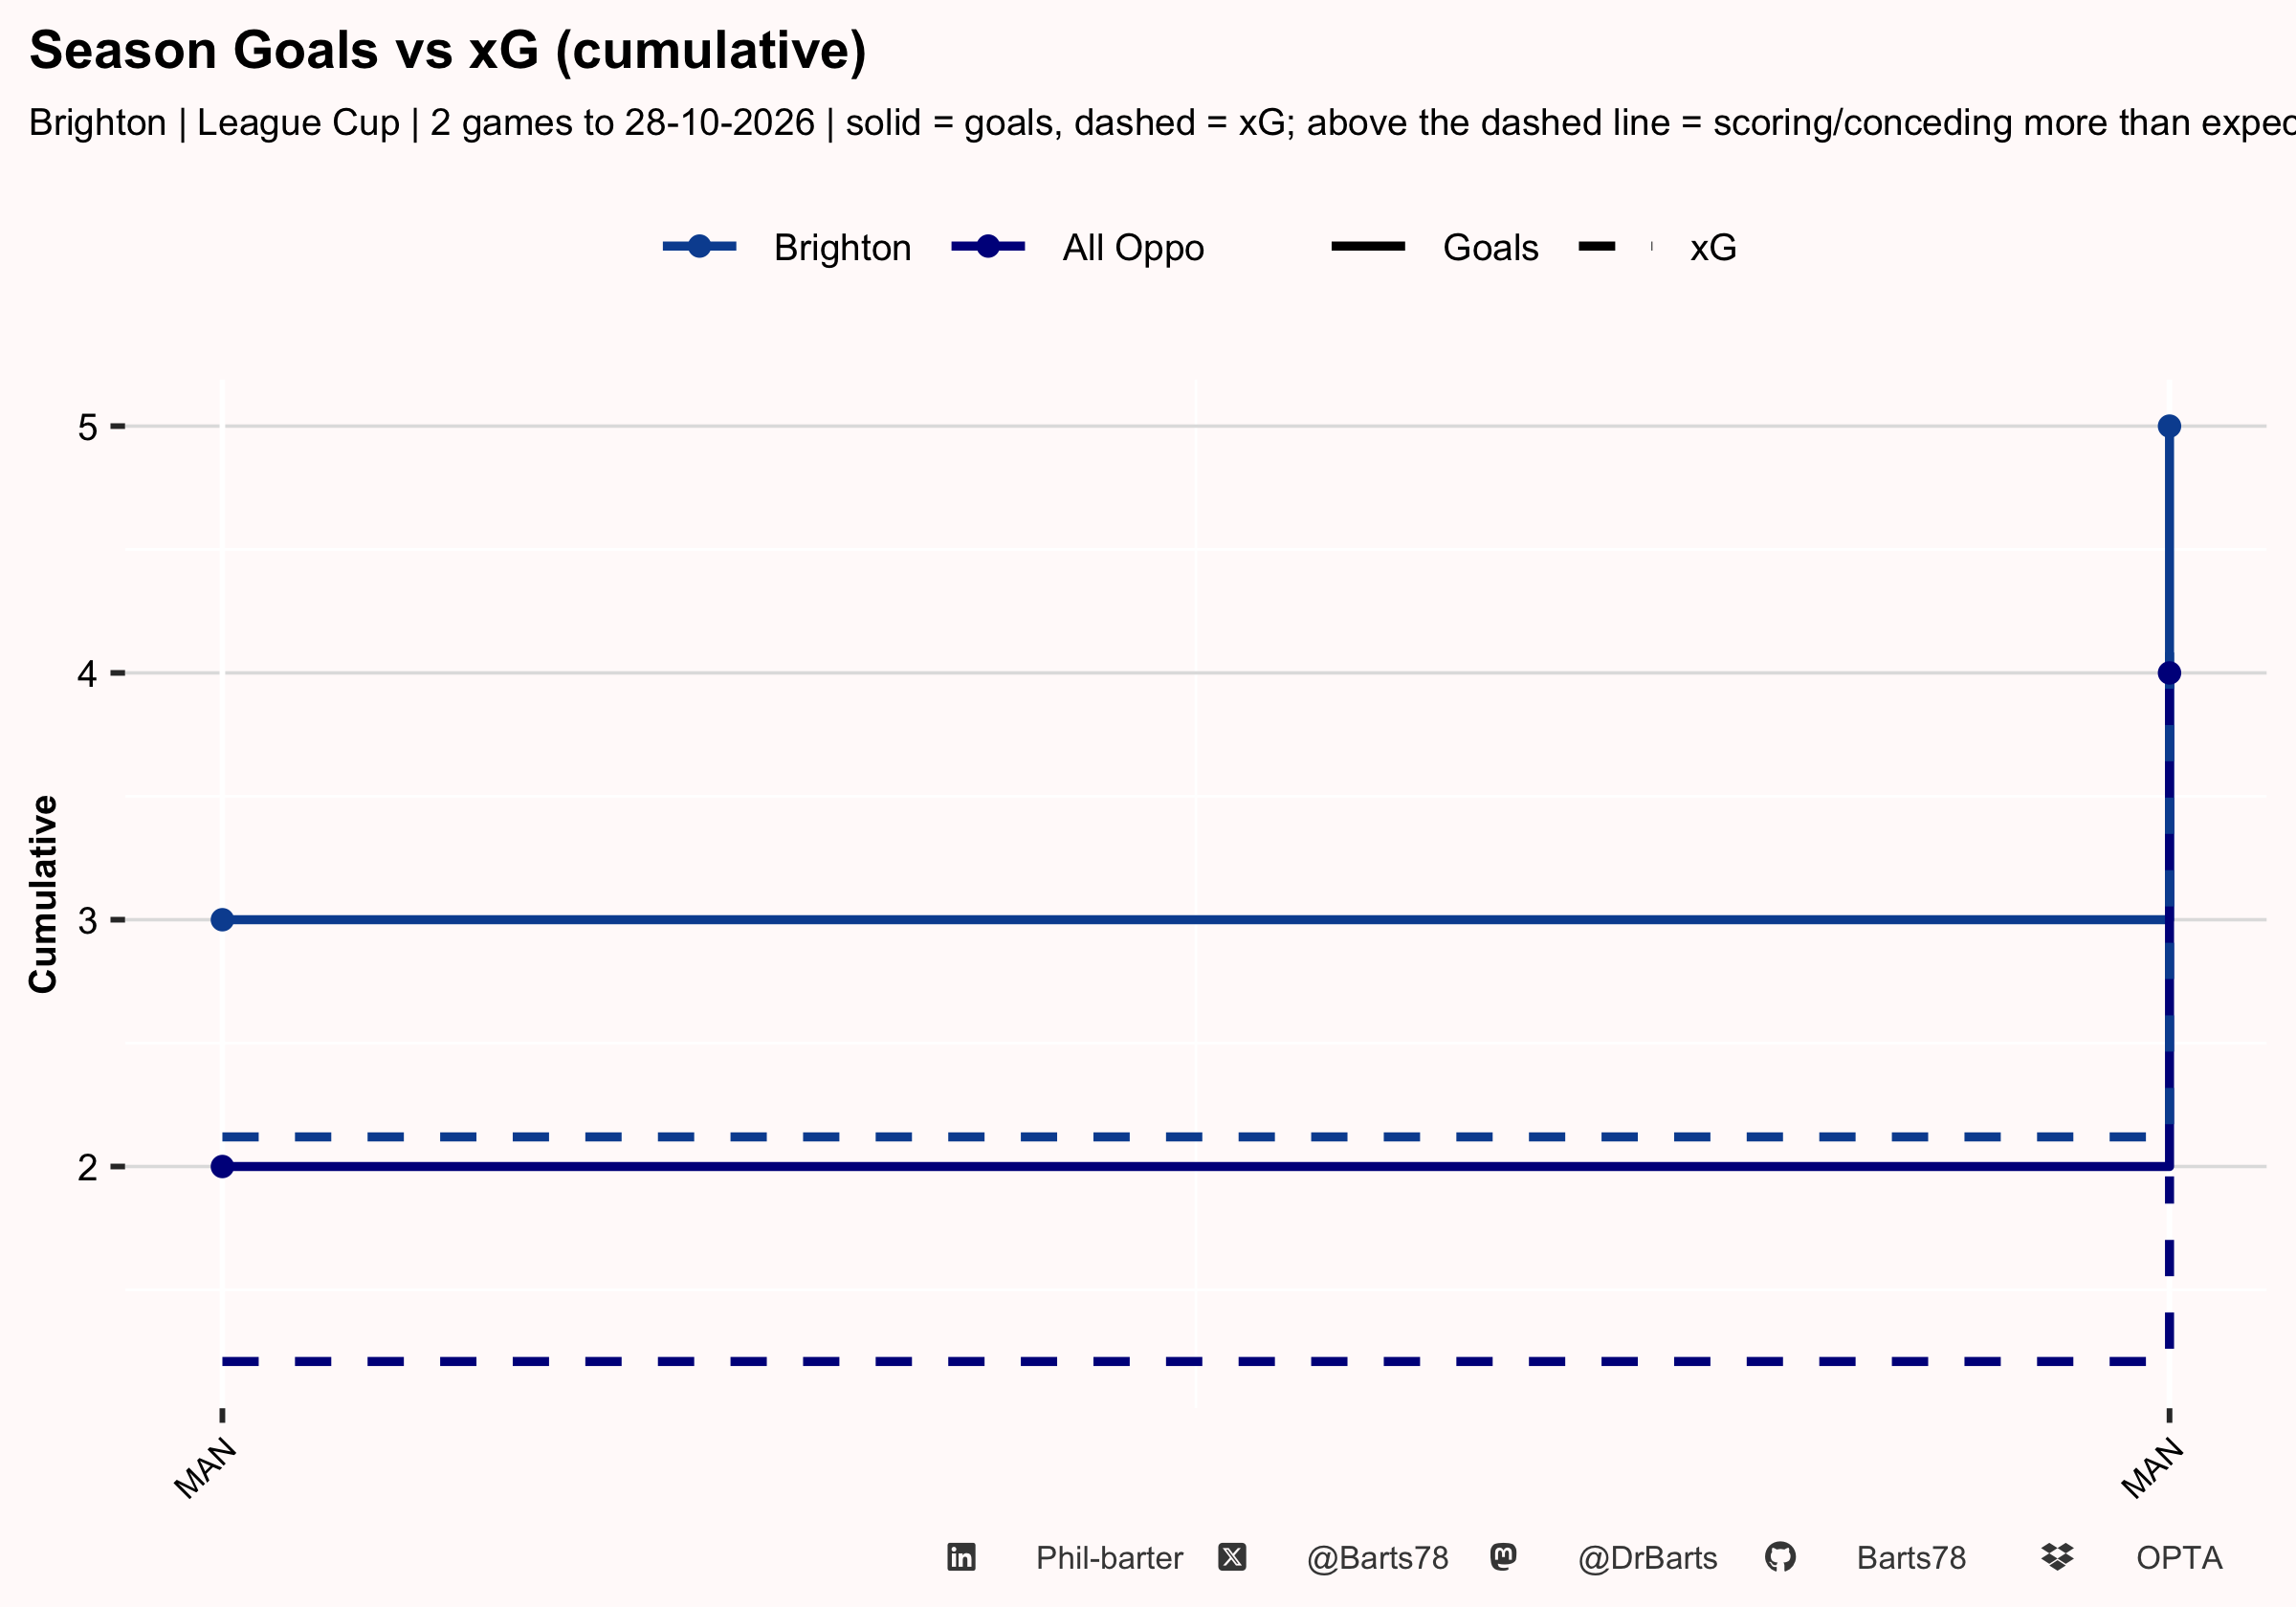 Season Goals vs xG (cumulative)
Brighton | League Cup | 2 games to 28-10-2026 | solid = goals, dashed = xG; above the dashed line = scoring/conceding more than expec
Brighton All Oppo Goals xG
5
4
3
2
Cumulative
MAN MAN
Phil-barter @Barts78 @DrBarts Barts78 OPTA